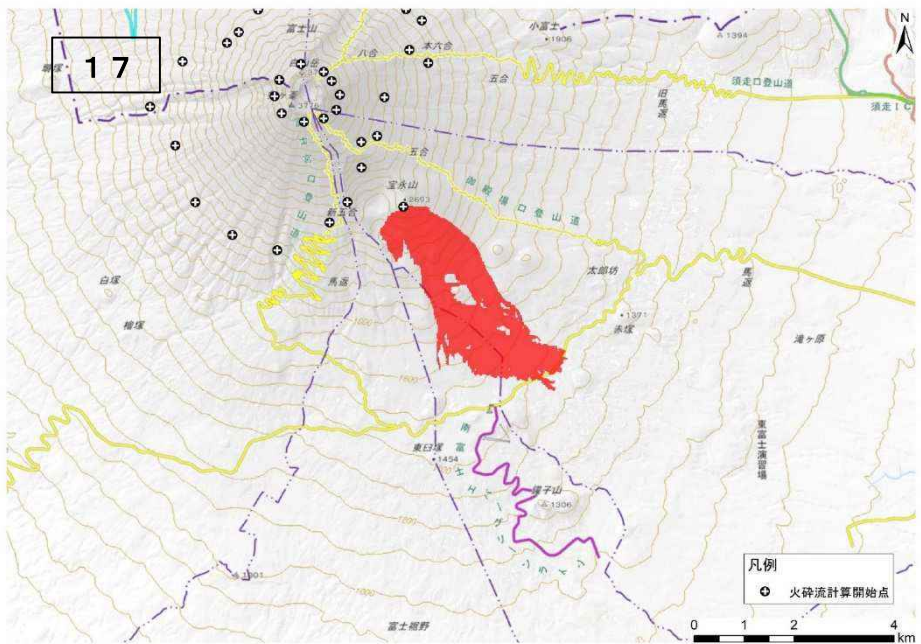 17
N
富士山
小富士
1906
1394
八合
本六合
五合
須走口登山道
旧馬返
須走IC
五合
御殿場口登山道
宝永山
2693
新五合
馬返
太郎坊
馬返
白塚
檜塚
1371
赤塚
滝ヶ原
東臼塚
1454
南富士エバーグリーンライン
東富士演習場
1306
富士裾野
凡例
火砕流計算開始点
0 1 2 4
km